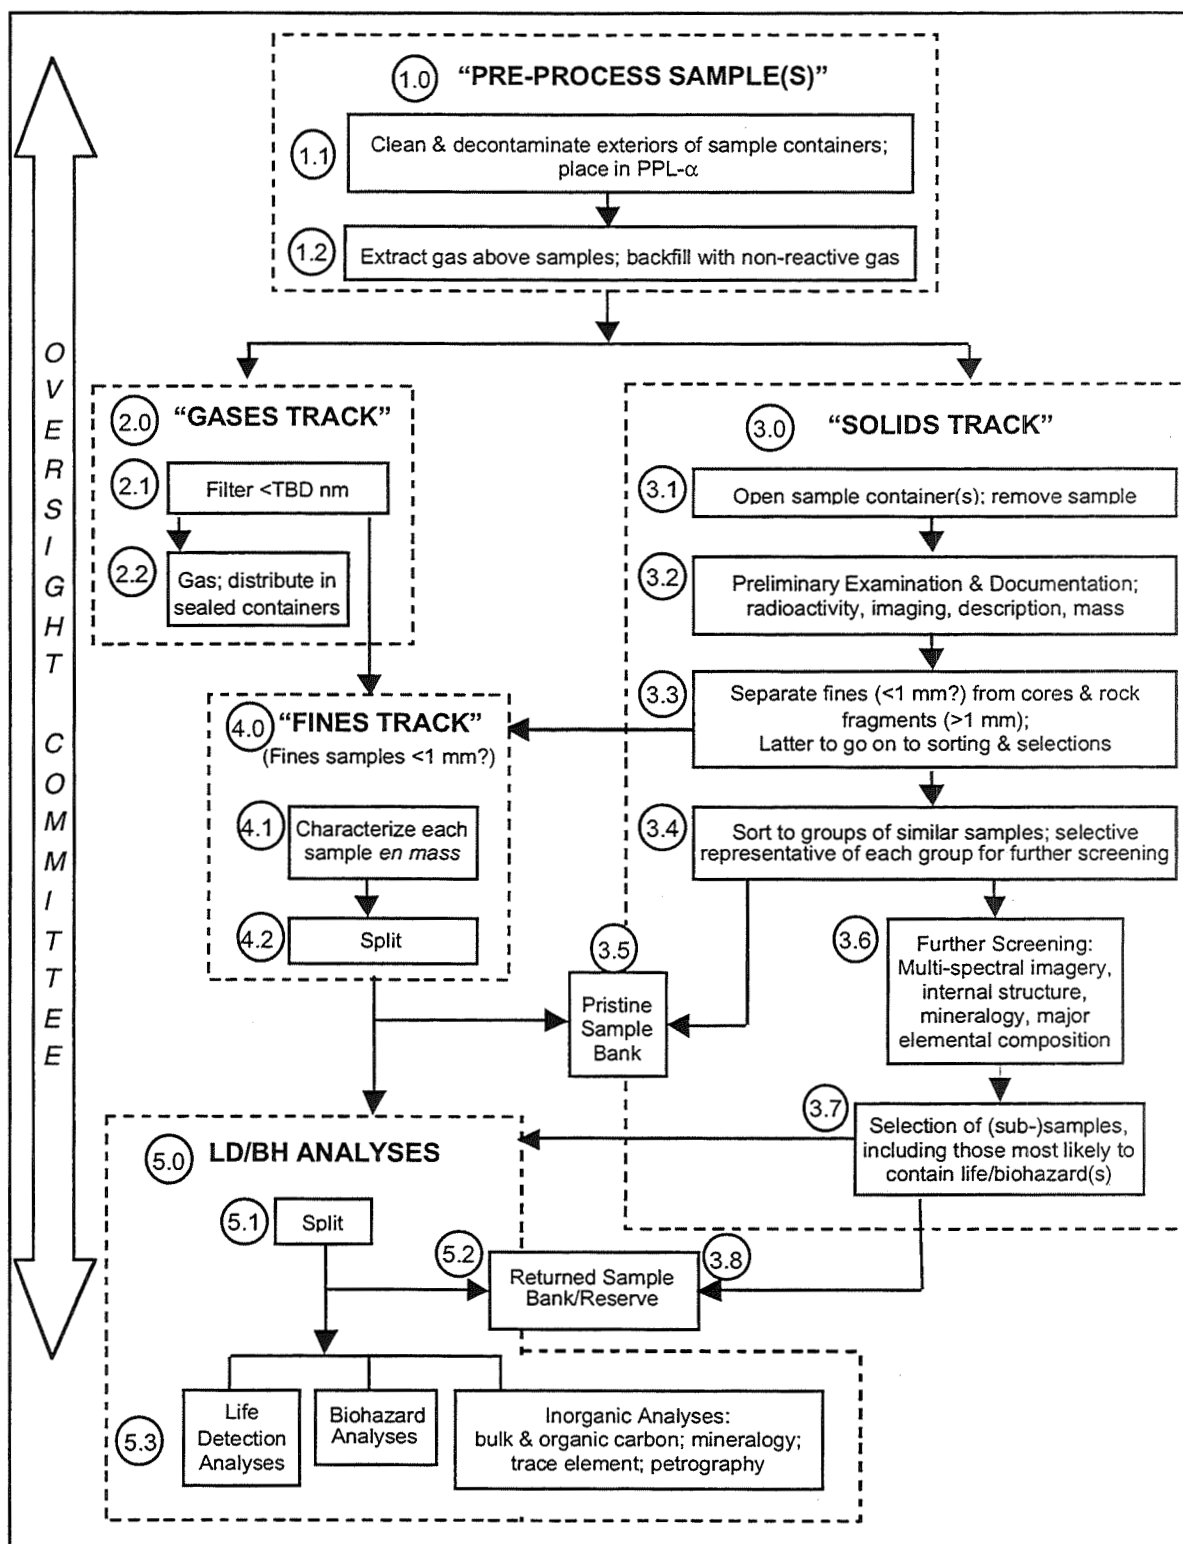 1.0 "PRE-PROCESS SAMPLE(S)"
1.1 Clean & decontaminate exteriors of sample containers;
place in PPL-α
1.2 Extract gas above samples; backfill with non-reactive gas
OVERSIGHT COMMITTEE
2.0 "GASES TRACK"
2.1 Filter <TBD nm
2.2 Gas; distribute in
sealed containers
3.0 "SOLIDS TRACK"
3.1 Open sample container(s); remove sample
3.2 Preliminary Examination & Documentation;
radioactivity, imaging, description, mass
3.3 Separate fines (<1 mm?) from cores & rock
fragments (>1 mm);
Latter to go on to sorting & selections
3.4 Sort to groups of similar samples; selective
representative of each group for further screening
4.0 "FINES TRACK"
(Fines samples <1 mm?)
4.1 Characterize each
sample en mass
4.2 Split
3.5
Pristine
Sample
Bank
3.6
Further Screening:
Multi-spectral imagery,
internal structure,
mineralogy, major
elemental composition
3.7
Selection of (sub-)samples,
including those most likely to
contain life/biohazard(s)
5.0 LD/BH ANALYSES
5.1 Split
5.2 3.8
Returned Sample
Bank/Reserve
5.3
Life
Detection
Analyses
Biohazard
Analyses
Inorganic Analyses:
bulk & organic carbon; mineralogy;
trace element; petrography